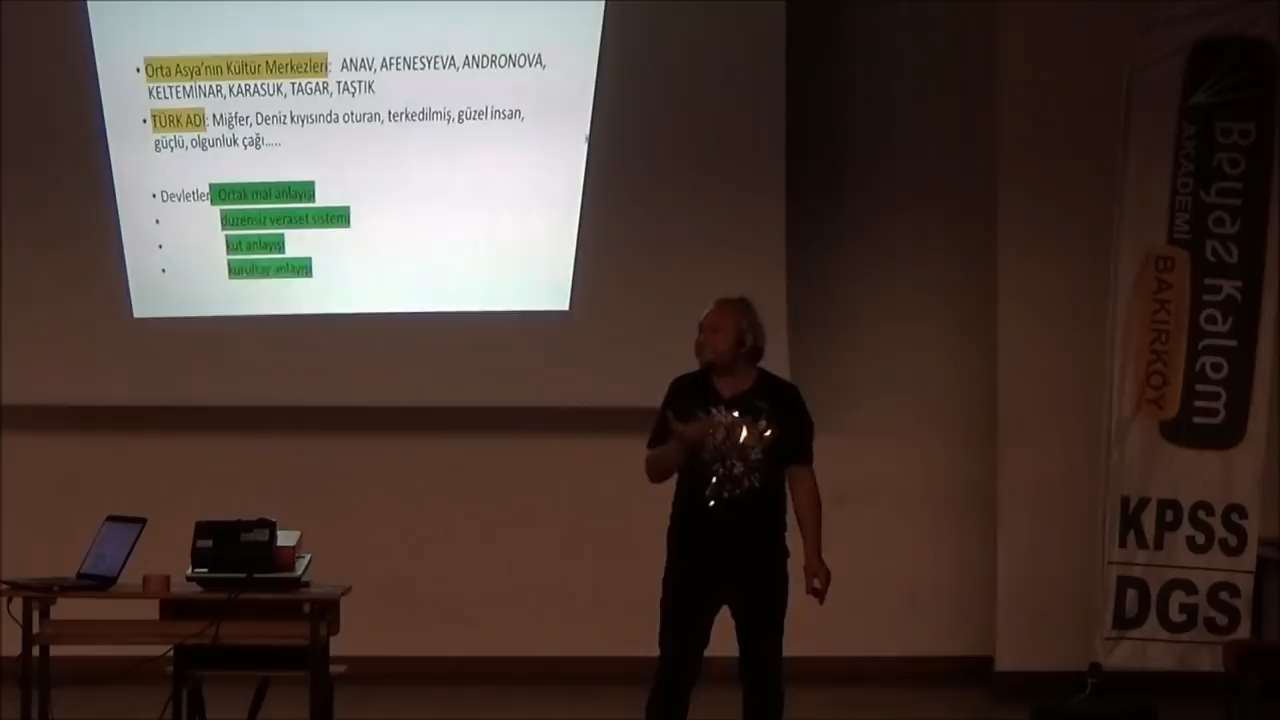 • Orta Asya'nın Kültür Merkezleri: ANAV, AFENESYEVA, ANDRONOVA,
KELTEMİNAR, KARASUK, TAGAR, TAŞTIK
• TÜRK ADI: Miğfer, Deniz kıyısında oturan, terkedilmiş, güzel insan,
güçlü, olgunluk çağı.....
• Devletler, Ortak mal anlayışı
• düzensiz veraset sistemi
• kut anlayışı
• kurultay anlayışı
Beyaz Kalem
AKADEMİ
BAKIRKÖY
KPSS
DGS